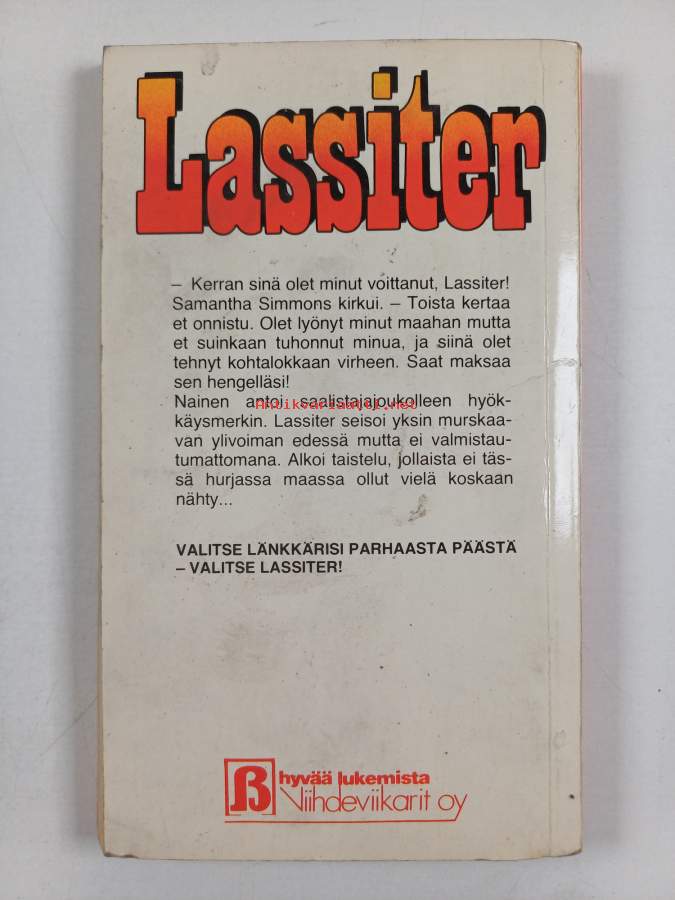 Lassiter
– Kerran sinä olet minut voittanut, Lassiter!
Samantha Simmons kirkui. – Toista kertaa
et onnistu. Olet lyönyt minut maahan mutta
et suinkaan tuhonnut minua, ja siinä olet
tehnyt kohtalokkaan virheen. Saat maksaa
sen hengelläsi!
Nainen antoi saalistajajoukolleen hyök-
Antikvariaatti.net
käysmerkin. Lassiter seisoi yksin murskaa-
van ylivoiman edessä mutta ei valmistau-
tumattomana. Alkoi taistelu, jollaista ei täs-
sä hurjassa maassa ollut vielä koskaan
nähty...
VALITSE LÄNKKÄRISI PARHAASTA PÄÄSTÄ
– VALITSE LASSITER!
hyvää lukemista
Viihdeviikarit oy